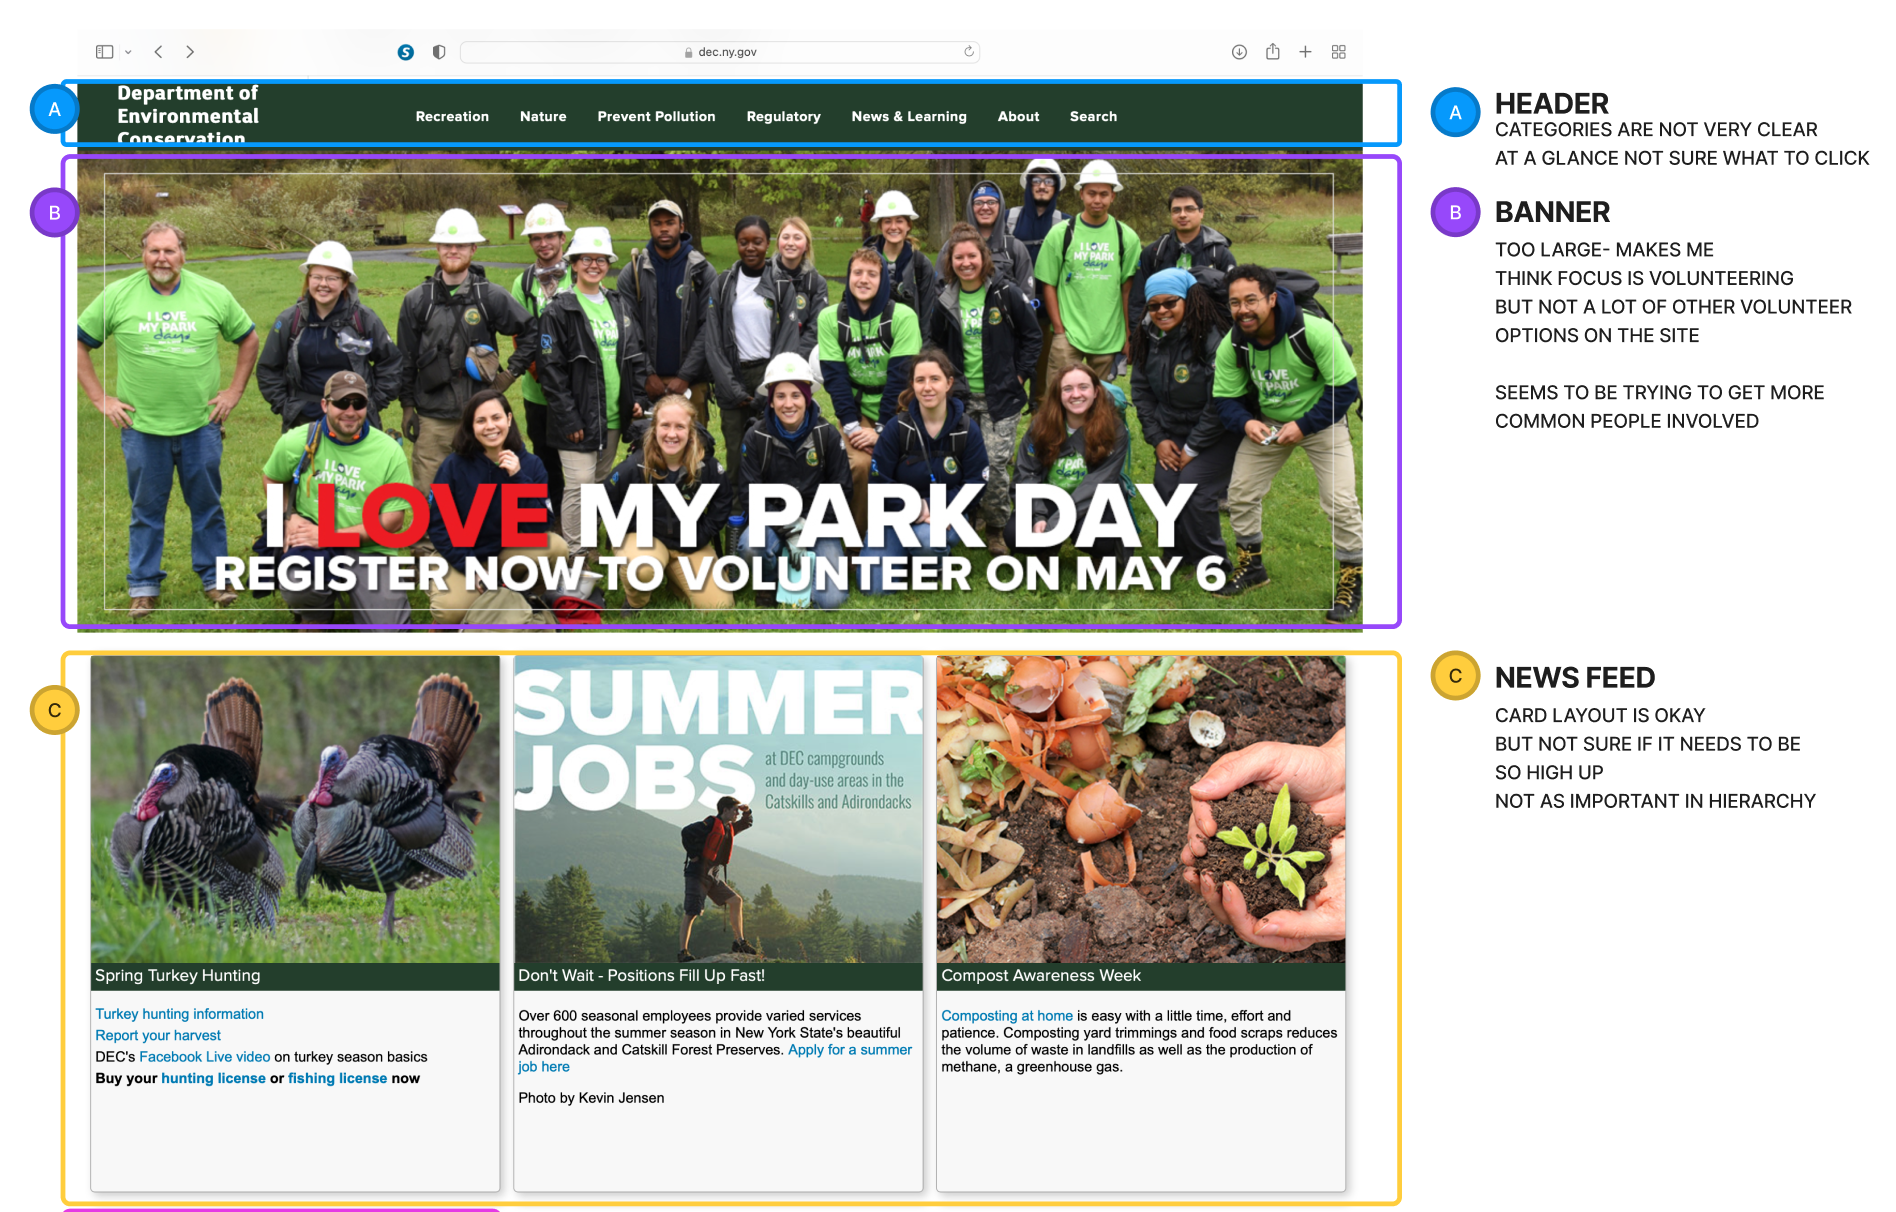 dec.ny.gov
Department of
Environmental
Conservation
Recreation Nature Prevent Pollution Regulatory News & Learning About Search
A
A
HEADER
CATEGORIES ARE NOT VERY CLEAR
AT A GLANCE NOT SURE WHAT TO CLICK
B
B
BANNER
TOO LARGE- MAKES ME
THINK FOCUS IS VOLUNTEERING
BUT NOT A LOT OF OTHER VOLUNTEER
OPTIONS ON THE SITE
SEEMS TO BE TRYING TO GET MORE
COMMON PEOPLE INVOLVED
I LOVE
MY PARK
day
I LOVE
MY PARK
I LOVE MY PARK DAY
REGISTER NOW TO VOLUNTEER ON MAY 6
C
C
NEWS FEED
CARD LAYOUT IS OKAY
BUT NOT SURE IF IT NEEDS TO BE
SO HIGH UP
NOT AS IMPORTANT IN HIERARCHY
Spring Turkey Hunting
Turkey hunting information
Report your harvest
DEC's Facebook Live video on turkey season basics
Buy your hunting license or fishing license now
SUMMER
JOBS
at DEC campgrounds
and day-use areas in the
Catskills and Adirondacks
Don't Wait - Positions Fill Up Fast!
Over 600 seasonal employees provide varied services
throughout the summer season in New York State's beautiful
Adirondack and Catskill Forest Preserves. Apply for a summer
job here
Photo by Kevin Jensen
Compost Awareness Week
Composting at home is easy with a little time, effort and
patience. Composting yard trimmings and food scraps reduces
the volume of waste in landfills as well as the production of
methane, a greenhouse gas.